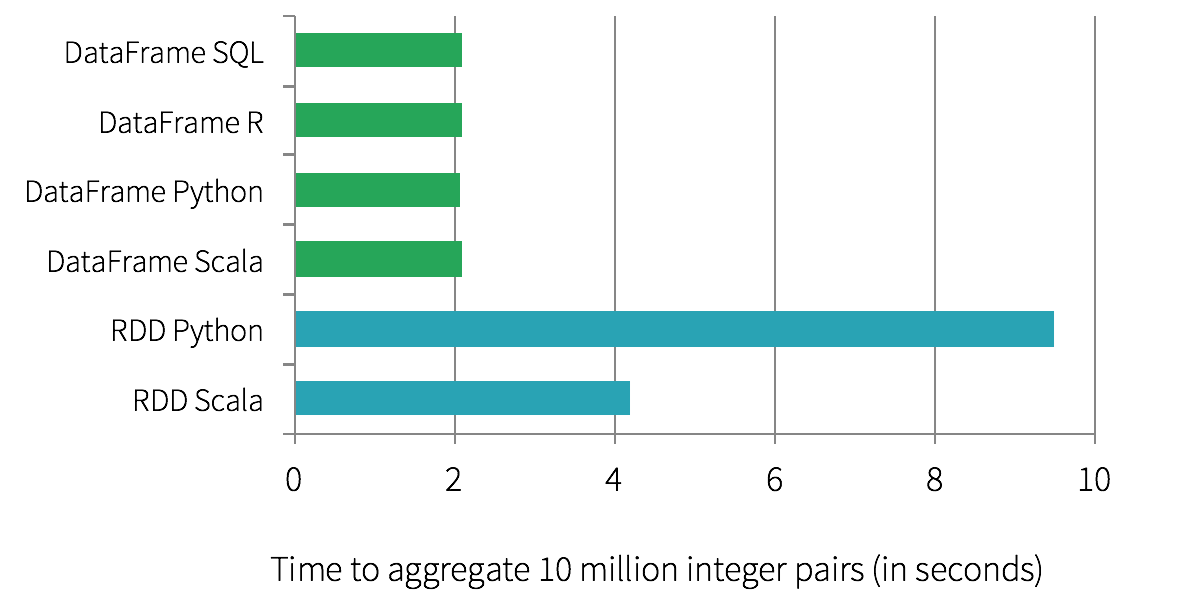 DataFrame SQL
DataFrame R
DataFrame Python
DataFrame Scala
RDD Python
RDD Scala
0 2 4 6 8 10
Time to aggregate 10 million integer pairs (in seconds)